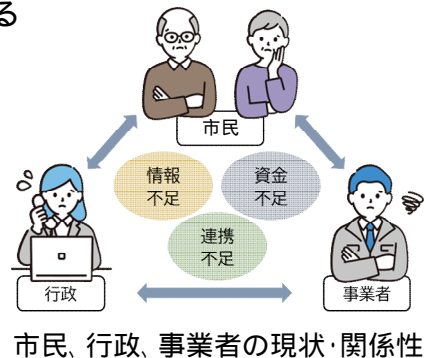 る
市民
情報
不足
資金
不足
連携
不足
行政
事業者
市民、行政、事業者の現状・関係性